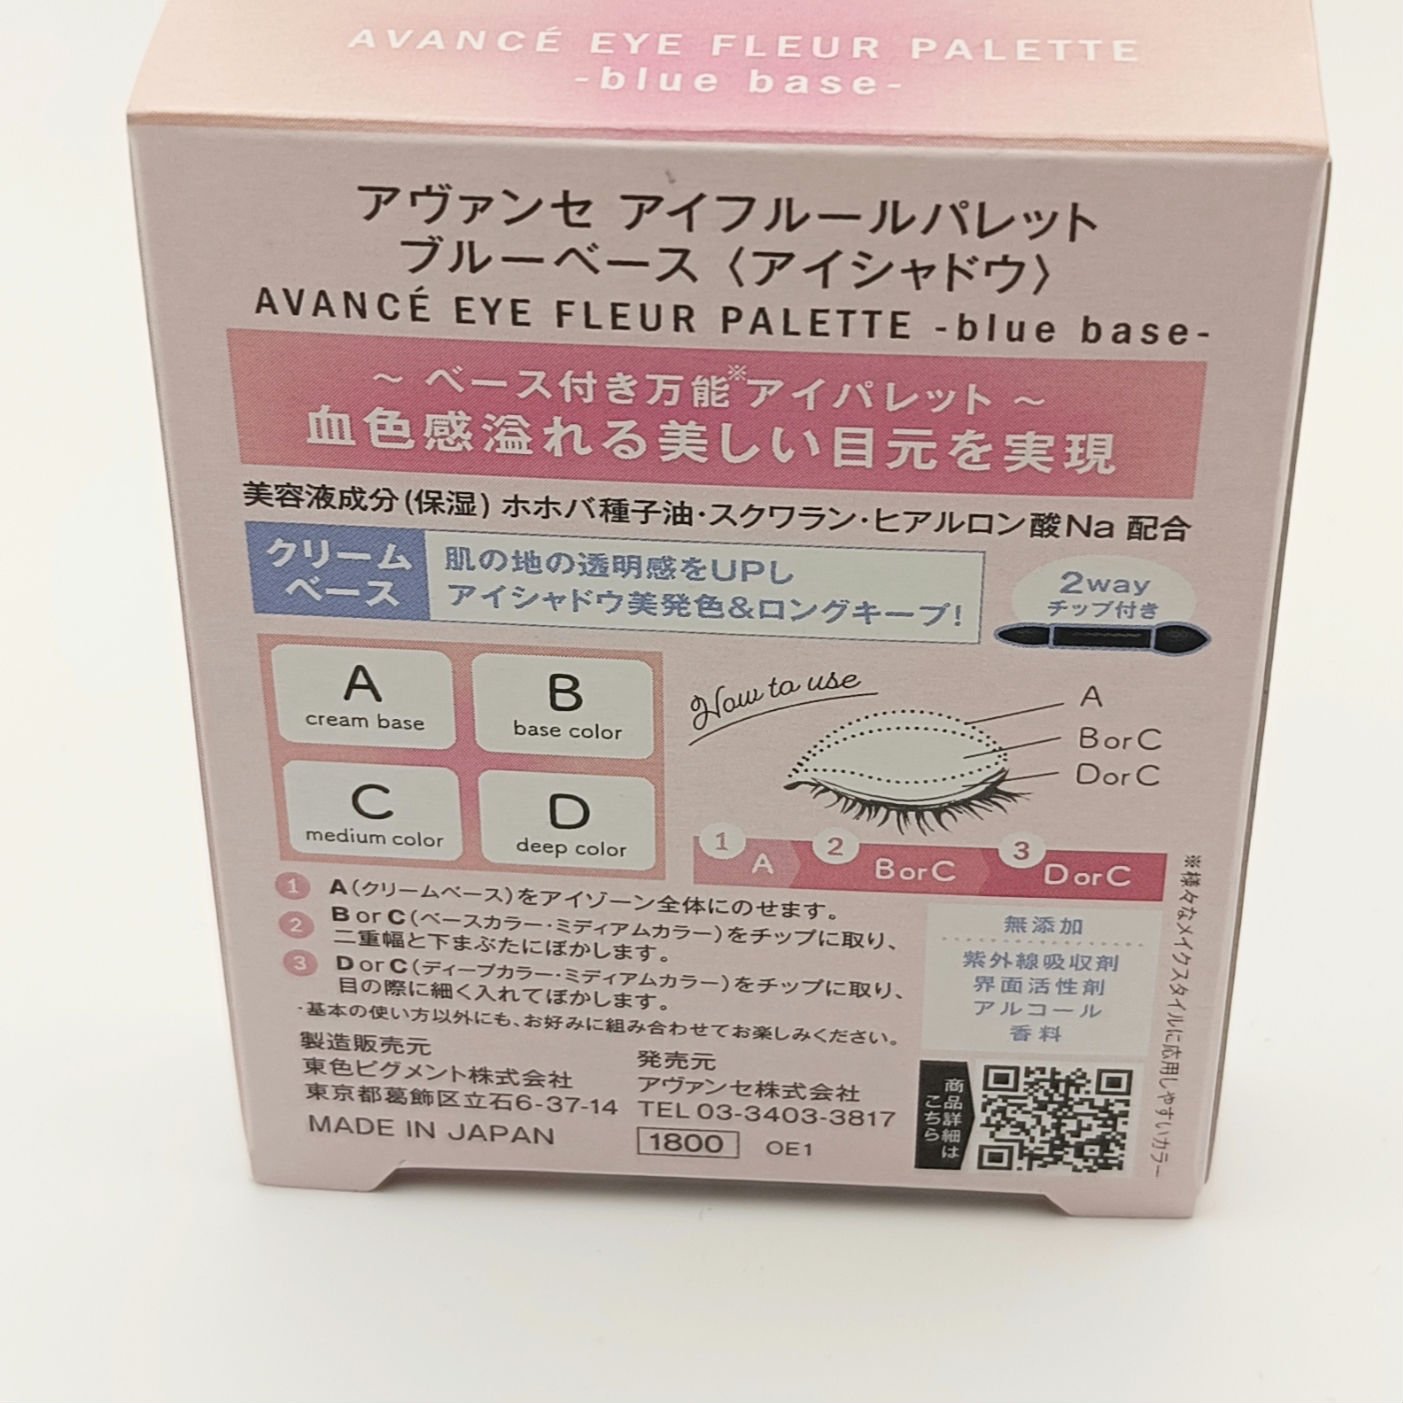 AVANCÉ EYE FLEUR PALETTE
-blue base-
アヴァンセ アイフルールパレット
ブルーベース〈アイシャドウ〉
AVANCÉ EYE FLEUR PALETTE -blue base-
～ ベース付き万能※アイパレット ～
血色感溢れる美しい目元を実現
美容液成分(保湿) ホホバ種子油・スクワラン・ヒアルロン酸Na 配合
クリーム
ベース
肌の地の透明感をUPし
アイシャドウ美発色&ロングキープ!
2way
チップ付き
A
cream base
B
base color
C
medium color
D
deep color
How to use
A
B or C
D or C
1 A
2 B or C
3 D or C
1 A(クリームベース)をアイゾーン全体にのせます。
2 B or C(ベースカラー・ミディアムカラー)をチップに取り、
二重幅と下まぶたにぼかします。
3 D or C(ディープカラー・ミディアムカラー)をチップに取り、
目の際に細く入れてぼかします。
・基本の使い方以外にも、お好みに組み合わせてお楽しみください。
無添加
紫外線吸収剤
界面活性剤
アルコール
香料
※様々なメイクスタイルに応用しやすいカラー
製造販売元
東色ピグメント株式会社
東京都葛飾区立石6-37-14
MADE IN JAPAN
発売元
アヴァンセ株式会社
TEL 03-3403-3817
1800 OE1
商品詳細は
こちら